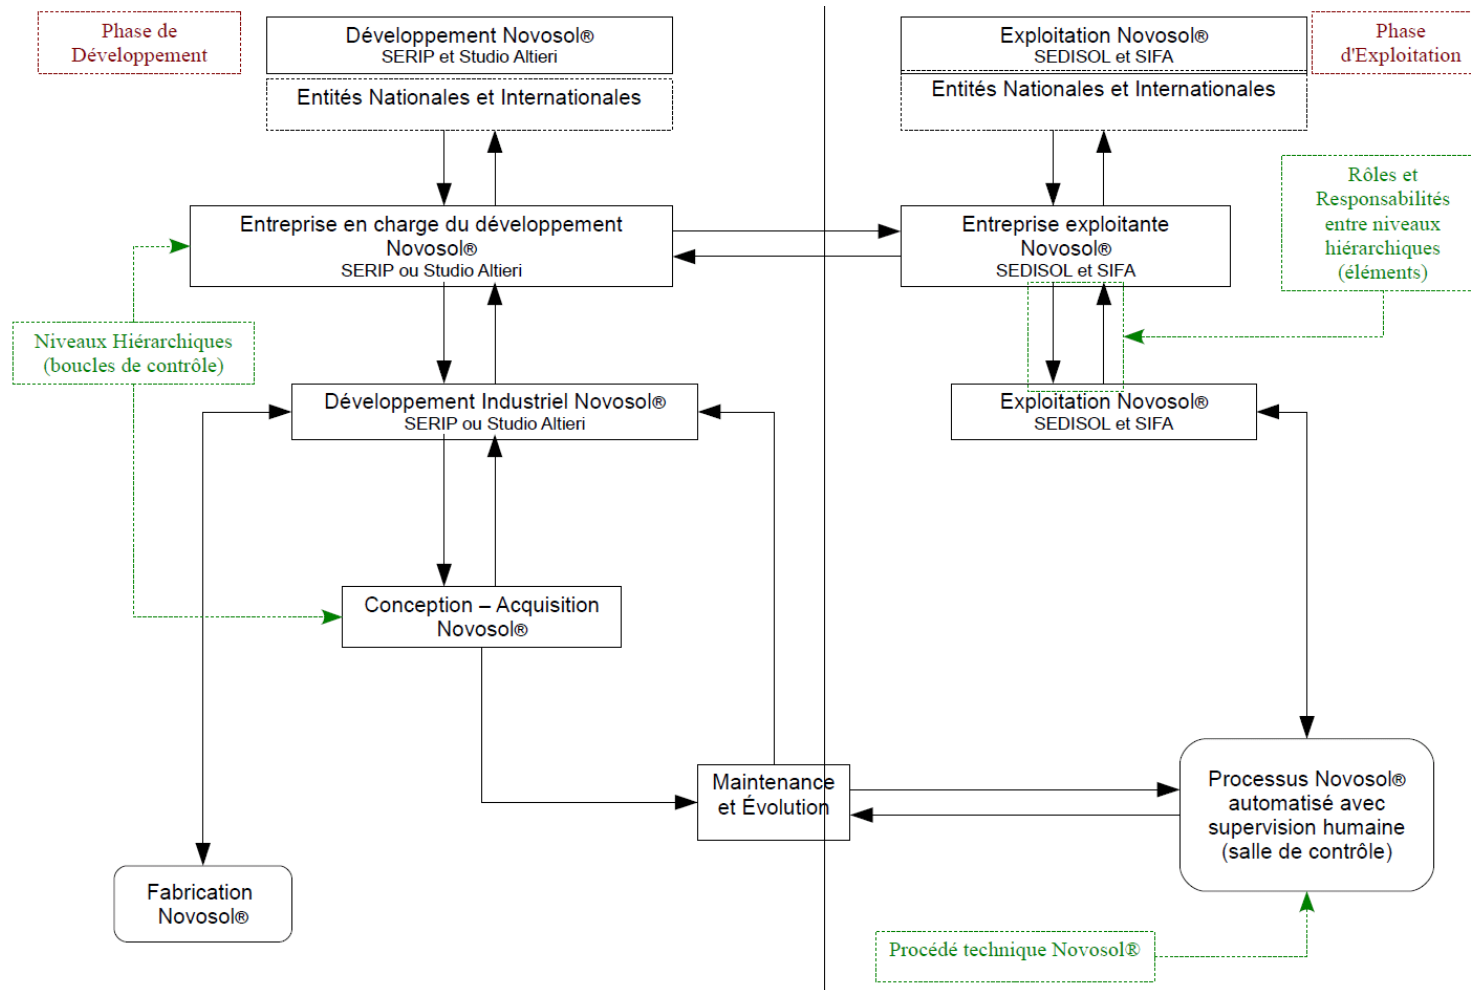 Phase de
Développement
Développement Novosol®
SERIP et Studio Altieri
Entités Nationales et Internationales
Exploitation Novosol®
SEDISOL et SIFA
Entités Nationales et Internationales
Phase
d'Exploitation
Rôles et
Responsabilités
entre niveaux
hiérarchiques
(éléments)
Entreprise en charge du développement
Novosol®
SERIP ou Studio Altieri
Entreprise exploitante
Novosol®
SEDISOL et SIFA
Niveaux Hiérarchiques
(boucles de contrôle)
Développement Industriel Novosol®
SERIP ou Studio Altieri
Exploitation Novosol®
SEDISOL et SIFA
Conception – Acquisition
Novosol®
Maintenance
et Évolution
Processus Novosol®
automatisé avec
supervision humaine
(salle de contrôle)
Fabrication
Novosol®
Procédé technique Novosol®